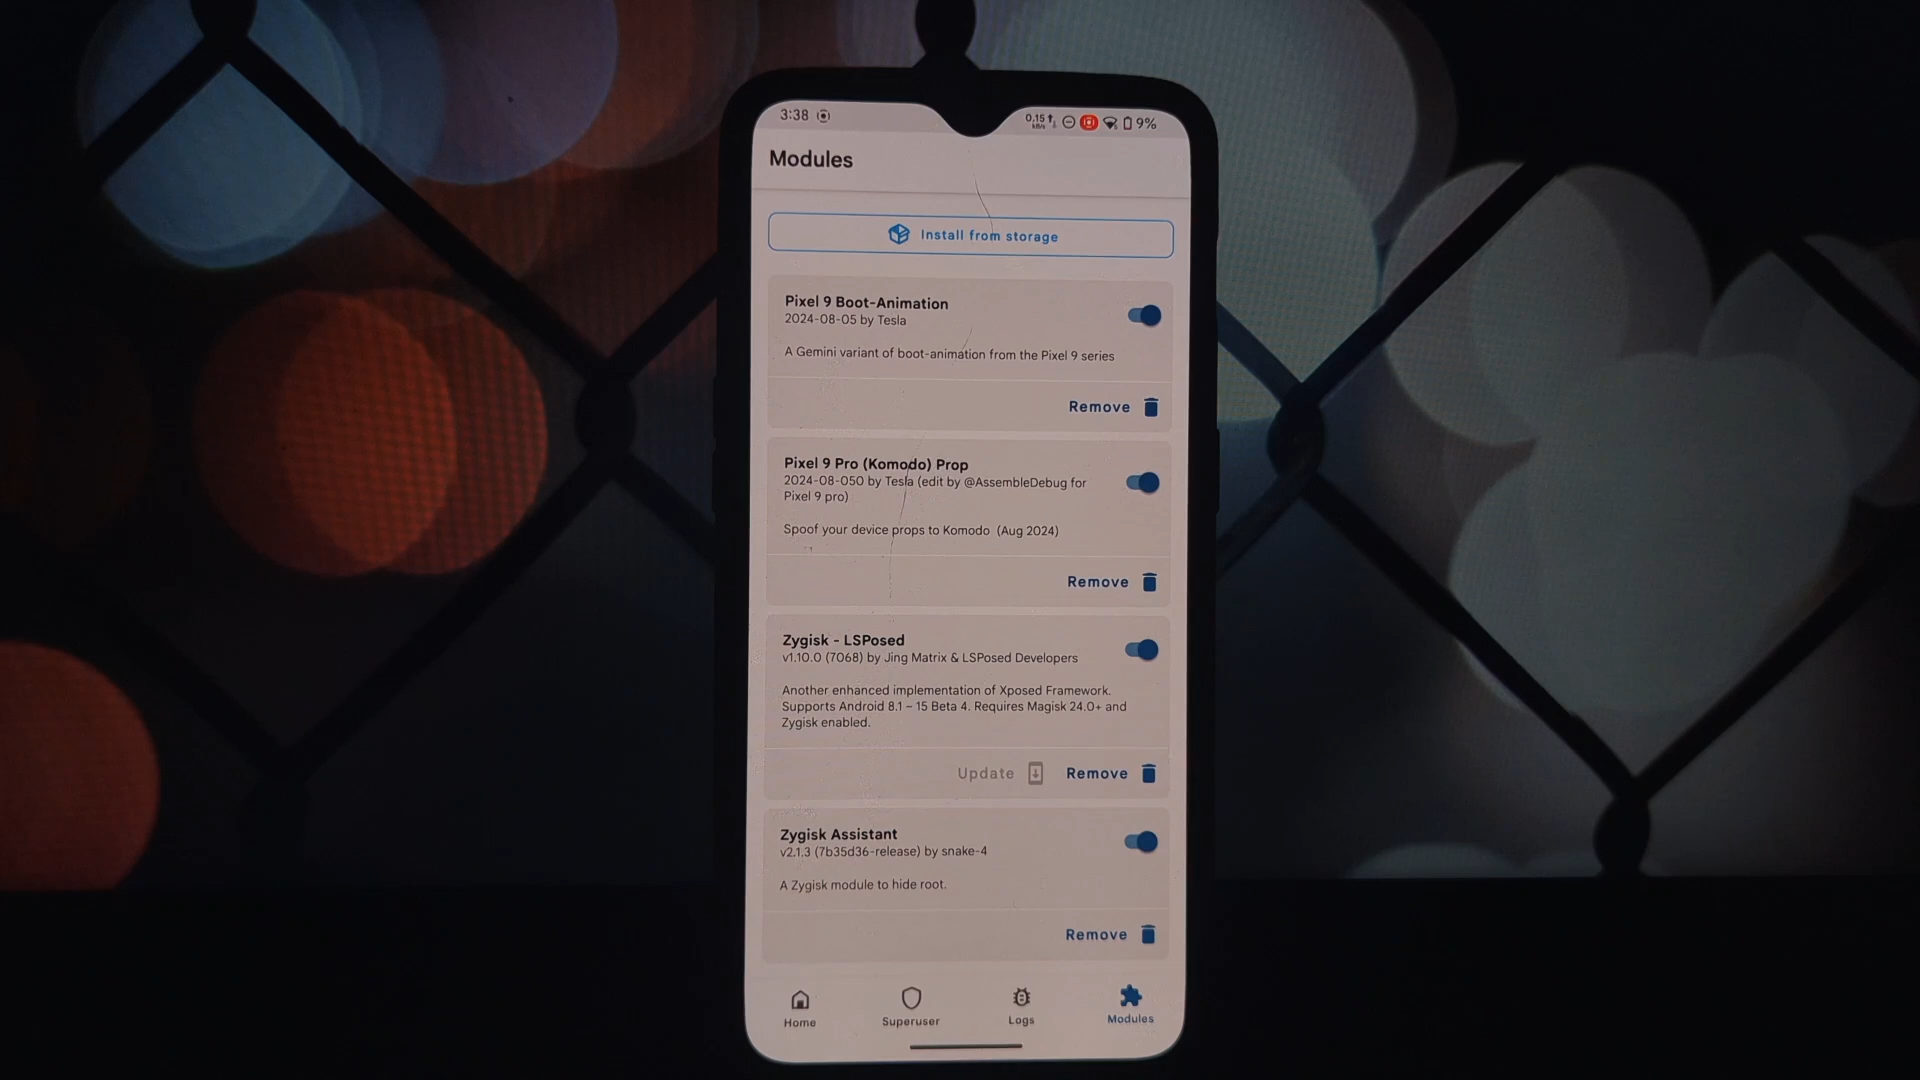 3:38
0.15
kB/s
9%
Modules
Install from storage
Pixel 9 Boot-Animation
2024-08-05 by Tesla
A Gemini variant of boot-animation from the Pixel 9 series
Remove
Pixel 9 Pro (Komodo) Prop
2024-08-050 by Tesla (edit by @AssembleDebug for
Pixel 9 pro)
Spoof your device props to Komodo (Aug 2024)
Remove
Zygisk - LSPosed
v1.10.0 (7068) by Jing Matrix & LSPosed Developers
Another enhanced implementation of Xposed Framework.
Supports Android 8.1 ~ 15 Beta 4. Requires Magisk 24.0+ and
Zygisk enabled.
Update Remove
Zygisk Assistant
v2.1.3 (7b35d36-release) by snake-4
A Zygisk module to hide root.
Remove
Home Superuser Logs Modules